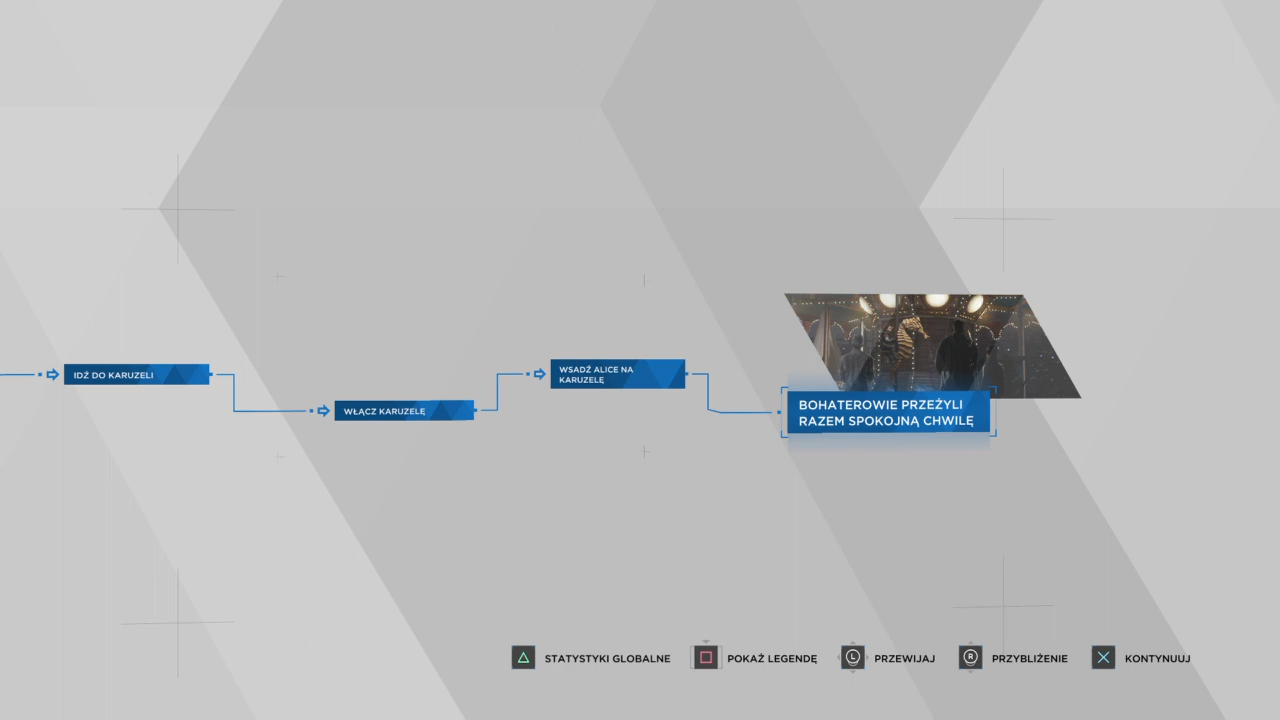 IDŹ DO KARUZELI
WŁĄCZ KARUZELĘ
WSADŹ ALICE NA
KARUZELĘ
BOHATEROWIE PRZEŻYLI
RAZEM SPOKOJNĄ CHWILĘ
STATYSTYKI GLOBALNE
POKAŻ LEGENDĘ
L PRZEWIJAJ
R PRZYBLIŻENIE
KONTYNUUJ